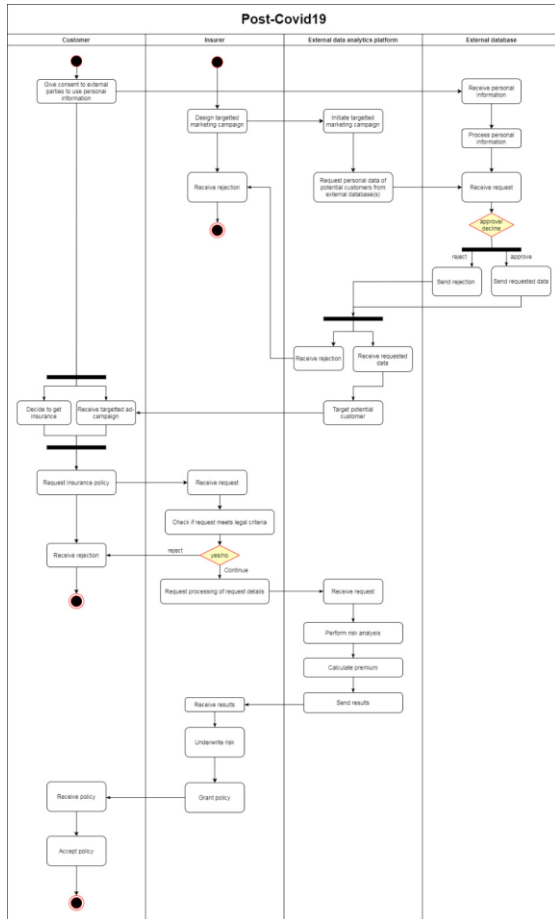 Post-Covid19
Customer
Insurer
External data analytics platform
External database
Give consent to external
parties to use personal
information
Design targetted
marketing campaign
Initiate targetted
marketing campaign
Receive personal
information
Process personal
information
Receive rejection
Request personal data of
potential customers from
external database(s)
Receive request
approve/
decline
reject
approve
Send rejection
Send requested data
Receive rejection
Receive requested
data
Decide to get
insurance
Receive targetted ad-
campaign
Target potential
customer
Request insurance policy
Receive request
Check if request meets legal criteria
Receive rejection
reject
yes/no
Continue
Request processing of request details
Receive request
Perform risk analysis
Calculate premium
Receive results
Send results
Underwrite risk
Receive policy
Grant policy
Accept policy